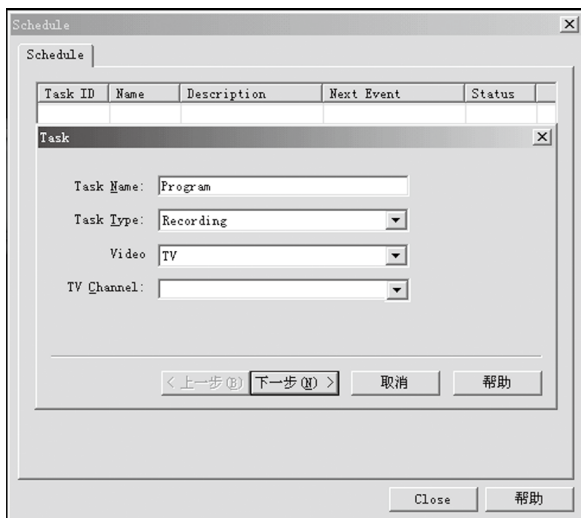 Schedule
Schedule
Task ID Name Description Next Event Status
Task
Task Name: Program
Task Type: Recording
Video TV
TV Channel:
< 上一步(B) 下一步(N) > 取消 帮助
Close 帮助